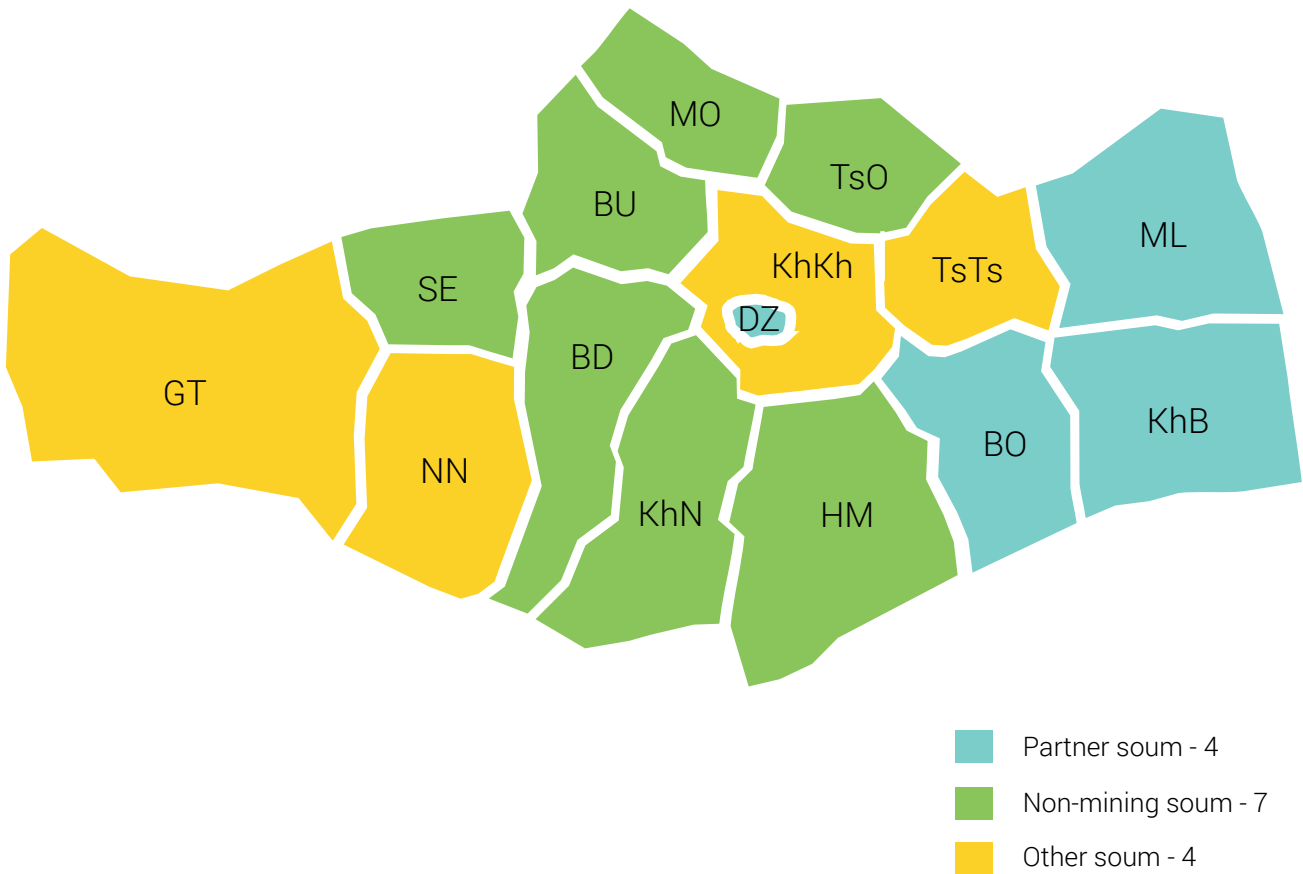 MO
TsO
BU
ML
KhKh
TsTs
SE
DZ
BD
GT
KhB
BO
NN
KhN
HM
Partner soum - 4
Non-mining soum - 7
Other soum - 4